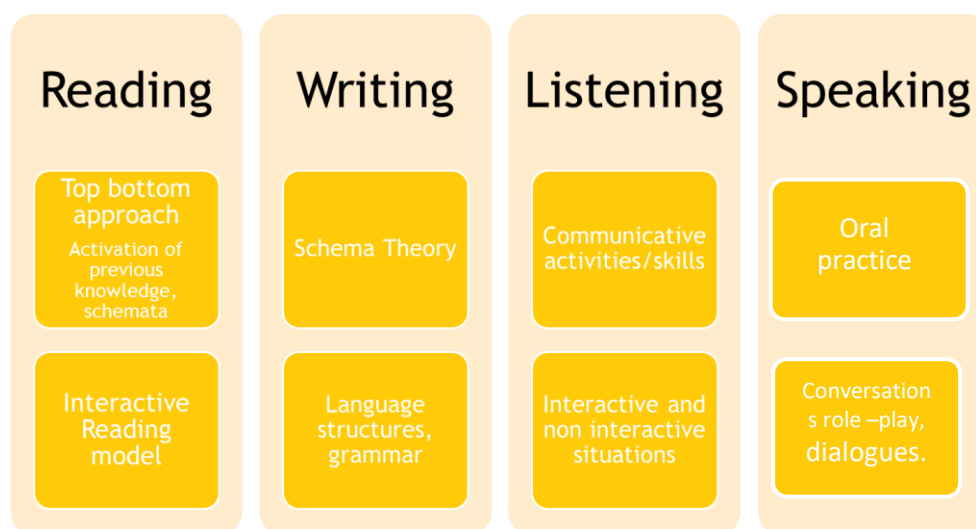 Reading
Top bottom
approach
Activation of
previous
knowledge,
schemata
Interactive
Reading
model
Writing
Schema Theory
Language
structures,
grammar
Listening
Communicative
activities/skills
Interactive and
non interactive
situations
Speaking
Oral
practice
Conversation
s role –play,
dialogues.